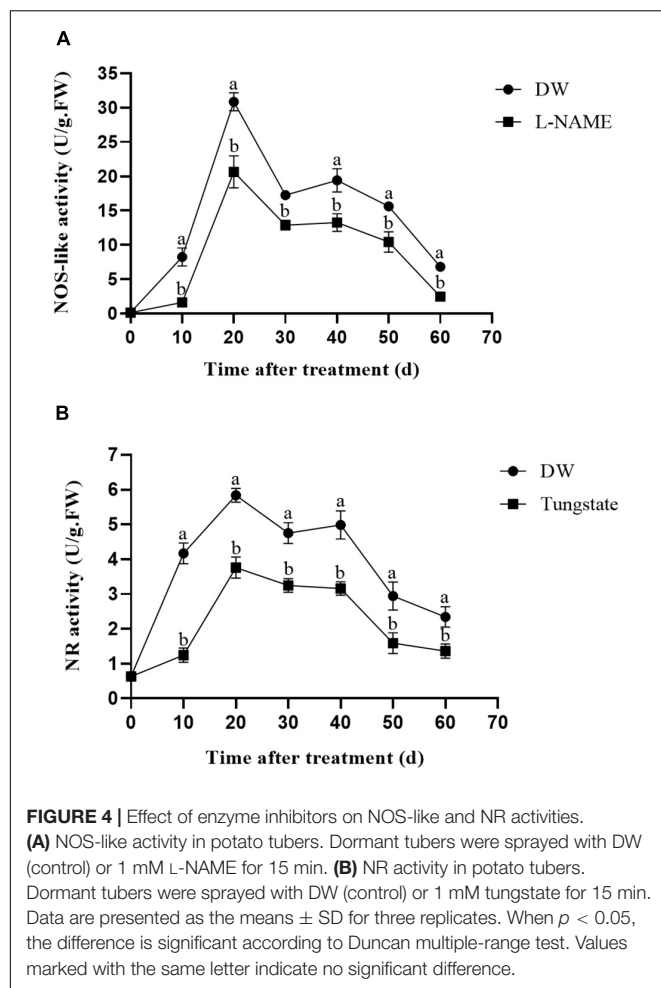 A
NOS-like activity (U/g.FW)
35
30
25
20
15
10
5
0
a
a
b
b
b
a
b
a
b
a
b
DW
L-NAME
0 10 20 30 40 50 60 70
Time after treatment (d)
B
NR activity (U/g.FW)
7
6
5
4
3
2
1
0
a
a
a
a
b
b
b
b
a
a
b
b
DW
Tungstate
0 10 20 30 40 50 60 70
Time after treatment (d)
FIGURE 4 | Effect of enzyme inhibitors on NOS-like and NR activities.
(A) NOS-like activity in potato tubers. Dormant tubers were sprayed with DW
(control) or 1 mM L-NAME for 15 min. (B) NR activity in potato tubers.
Dormant tubers were sprayed with DW (control) or 1 mM tungstate for 15 min.
Data are presented as the means ± SD for three replicates. When p < 0.05,
the difference is significant according to Duncan multiple-range test. Values
marked with the same letter indicate no significant difference.